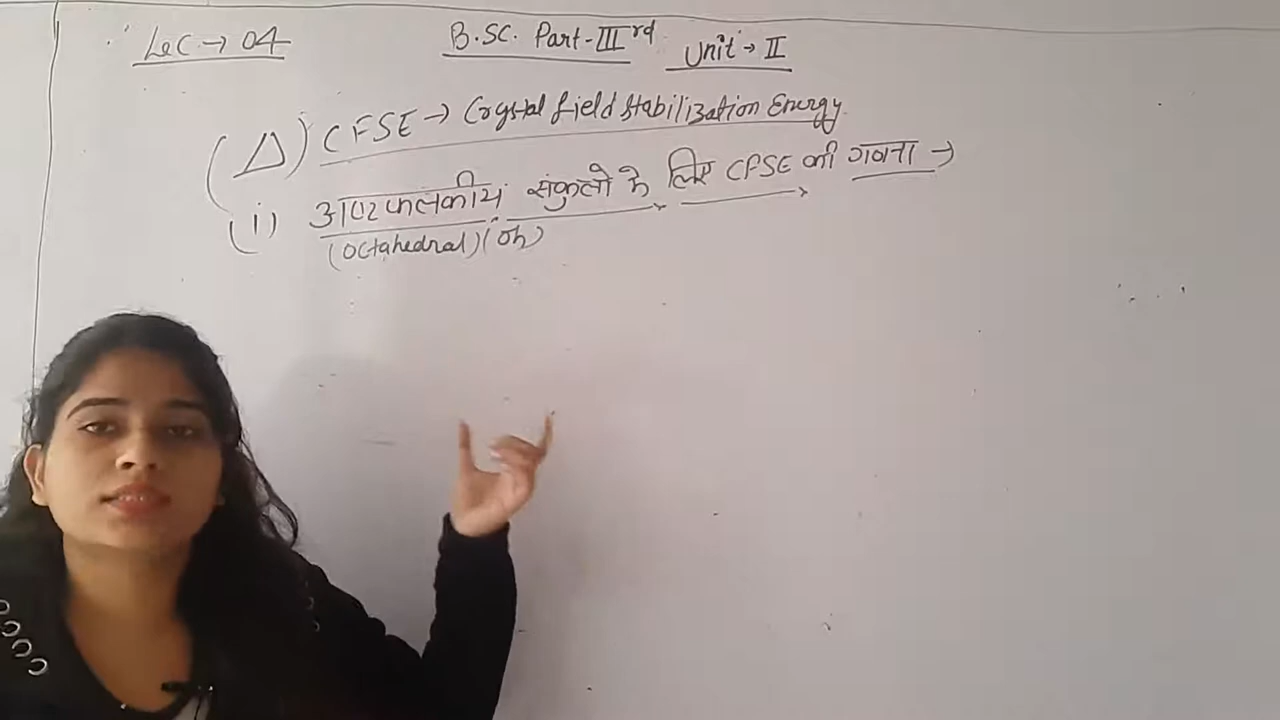 Lec → 04
B.SC. Part-IIIrd
Unit → II
(Δ) CFSE → Crystal field stabilization Energy
(i) अष्टफलकीय संकुलो के लिए CFSE की गणना →
(Octahedral) (Oh)